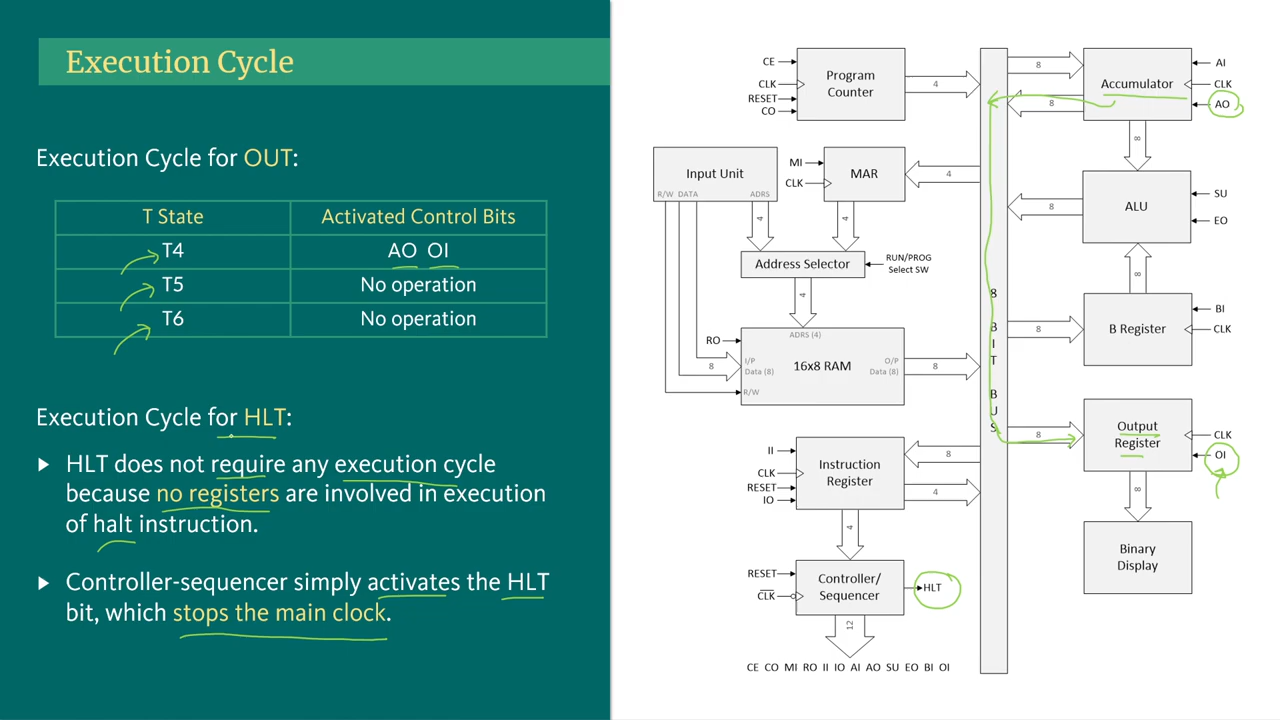 Execution Cycle
Execution Cycle for OUT:
T State Activated Control Bits
T4 AO OI
T5 No operation
T6 No operation
Execution Cycle for HLT:
HLT does not require any execution cycle
because no registers are involved in execution
of halt instruction.
Controller-sequencer simply activates the HLT
bit, which stops the main clock.
CE
CLK
RESET
CO
Program
Counter
4
8
8
Accumulator
AI
CLK
AO
8
Input Unit
R/W DATA ADRS
4
MI
CLK
MAR
4
4
8
ALU
SU
EO
Address Selector
RUN/PROG
Select SW
4
8
8 BIT BUS
8
B Register
BI
CLK
RO
8
ADRS (4)
I/P
Data (8)
16x8 RAM
O/P
Data (8)
R/W
8
8
Output
Register
CLK
OI
8
II
CLK
RESET
IO
Instruction
Register
8
4
4
Binary
Display
RESET
CLK
Controller/
Sequencer
HLT
12
CE CO MI RO II IO AI AO SU EO BI OI